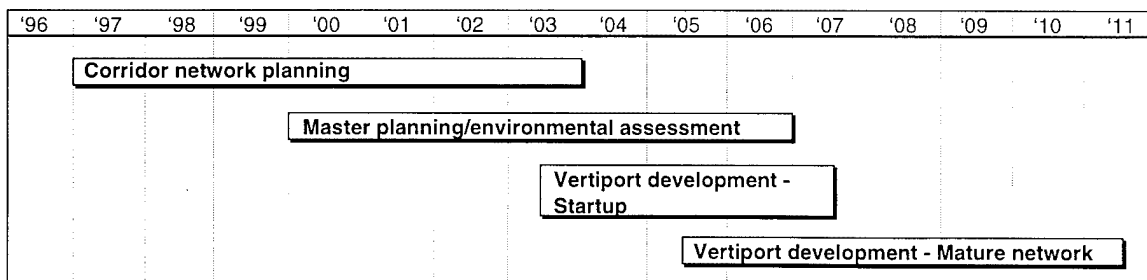 ‘96 ‘97 ‘98 ‘99 ‘00 ‘01 ‘02 ‘03 ‘04 ‘05 ‘06 ‘07 ‘08 ‘09 ‘10 ‘11
Corridor network planning
Master planning/environmental assessment
Vertiport development -
Startup
Vertiport development - Mature network